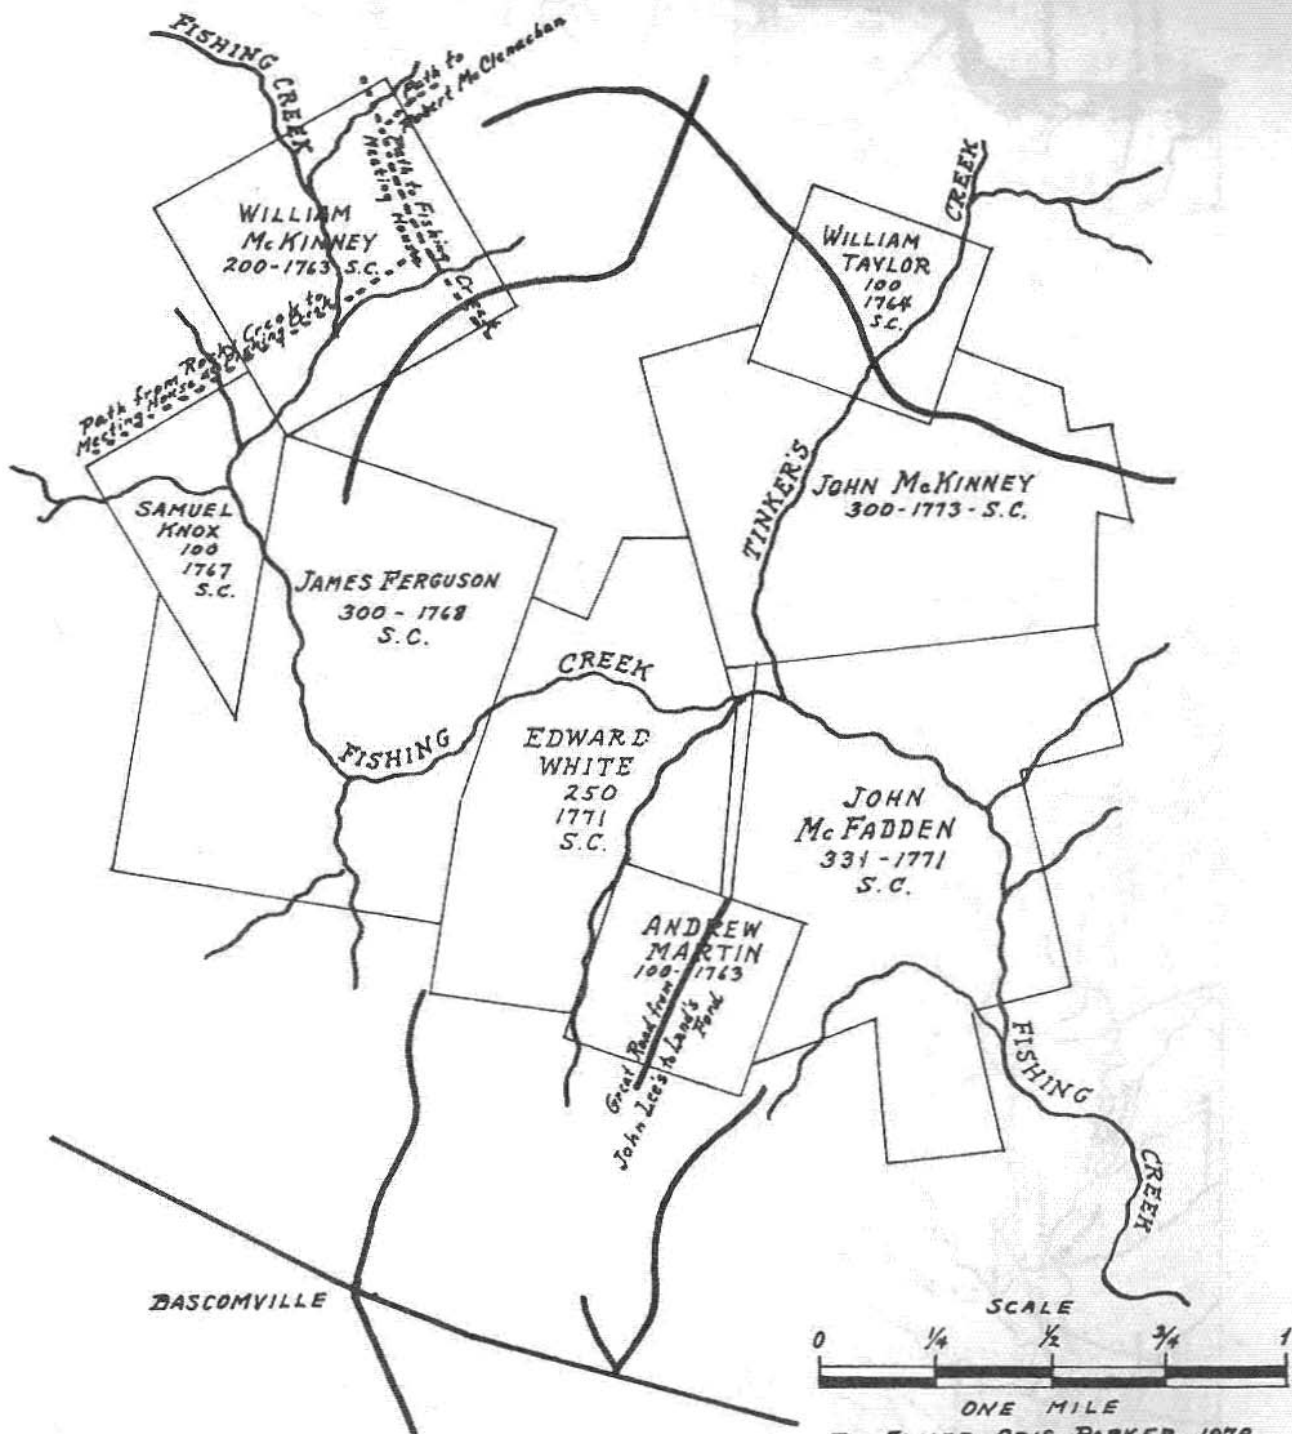 FISHING CREEK
Path to
Robert McClenachan
Path to Fishing Creek
Meeting House
WILLIAM
McKINNEY
200-1763 S.C.
Path from Rocky Creek to
Meeting House on Fishing Creek
CREEK
WILLIAM
TAYLOR
100
1764
S.C.
TINKER'S
JOHN McKINNEY
300-1773-S.C.
SAMUEL
KNOX
100
1767
S.C.
JAMES FERGUSON
300-1768
S.C.
CREEK
FISHING
EDWARD
WHITE
250
1771
S.C.
JOHN
McFADDEN
331-1771
S.C.
ANDREW
MARTIN
100-1763
Great Road from
John Lee's to Land's
Ford
FISHING
CREEK
BASCOMVILLE
SCALE
0 1/4 1/2 3/4 1
ONE MILE
PARKER 1978